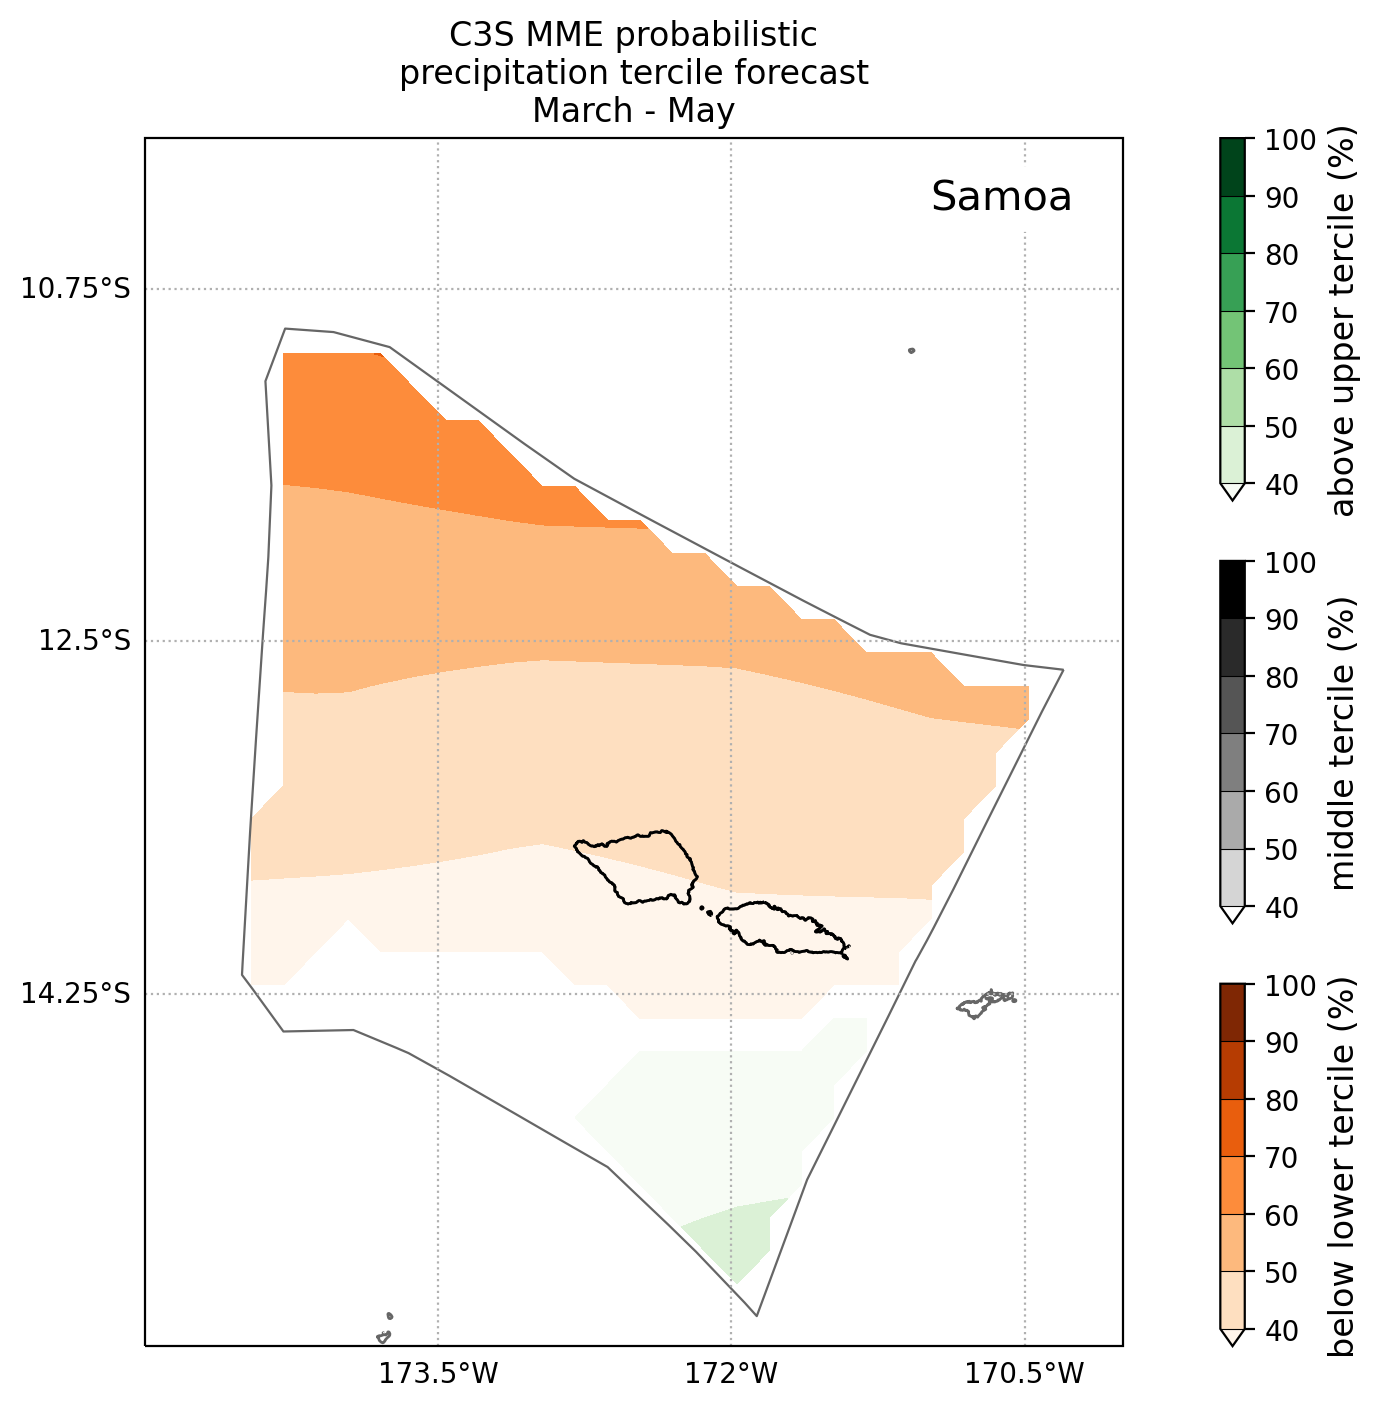 C3S MME probabilistic
precipitation tercile forecast
March - May
Samoa
10.75°S
12.5°S
14.25°S
173.5°W
172°W
170.5°W
100
90
80
70
60
50
40
above upper tercile (%)
100
90
80
70
60
50
40
middle tercile (%)
100
90
80
70
60
50
40
below lower tercile (%)